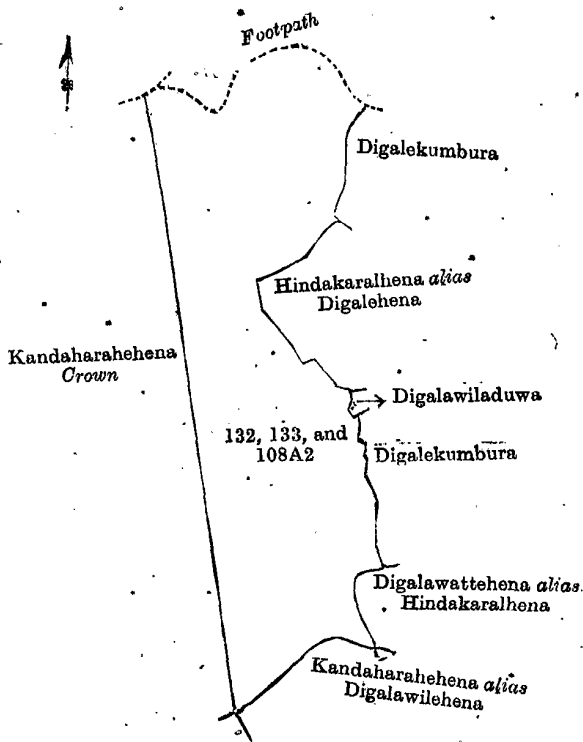 Footpath
Digalekumbura
Hindakaralhena alias
Digalehena
Kandaharahehena
Crown
Digalawiladuwa
132, 133, and
108A2
Digalekumbura
Digalawattehena alias
Hindakaralhena
Kandaharahehena alias
Digalawilehena